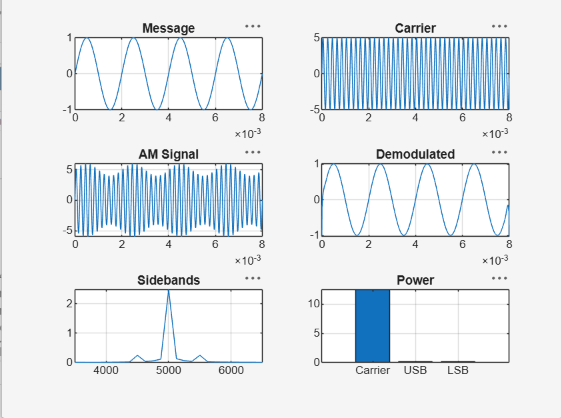 Message
1
0
-1
0 2 4 6 8
×10-3
Carrier
5
0
-5
0 2 4 6 8
×10-3
AM Signal
5
0
-5
0 2 4 6 8
×10-3
Demodulated
1
0
-1
0 2 4 6 8
×10-3
Sidebands
2
1
0
4000 5000 6000
Power
10
5
0
Carrier USB LSB